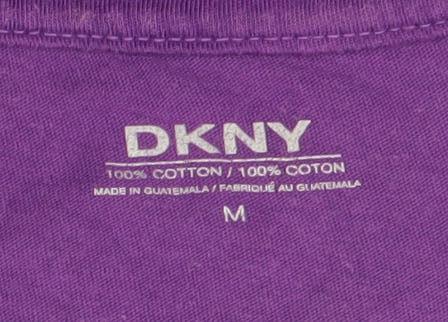 DKNY
100% COTTON / 100% COTON
MADE IN GUATEMALA / FABRIQUÉ AU GUATEMALA
M